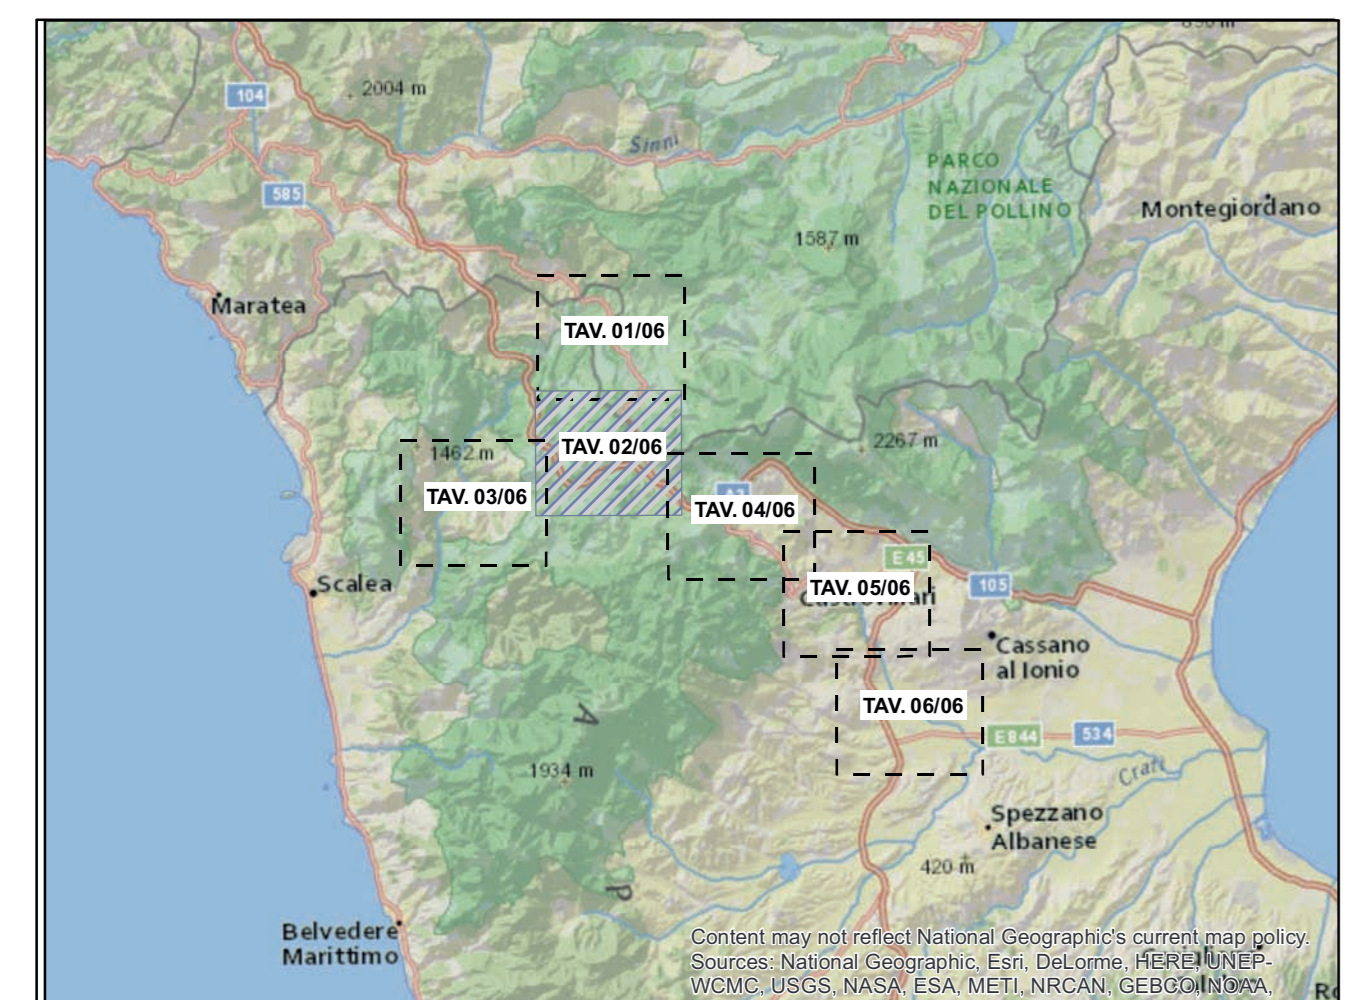 104
2004 m
Sinni
585
PARCO
NAZIONALE
DEL POLLINO
Montegiordano
1587 m
Maratea
TAV. 01/06
TAV. 02/06
2267 m
1462 m
TAV. 03/06
TAV. 04/06
E45
105
Scalea
TAV. 05/06
Cassano
al Ionio
TAV. 06/06
E844
534
A
Crati
1934 m
Spezzano
Albanese
420 m
P
Belvedere
Marittimo
Content may not reflect National Geographic's current map policy.
Sources: National Geographic, Esri, DeLorme, HERE, UNEP-
WCMC, USGS, NASA, ESA, METI, NRCAN, GEBCO, NOAA,